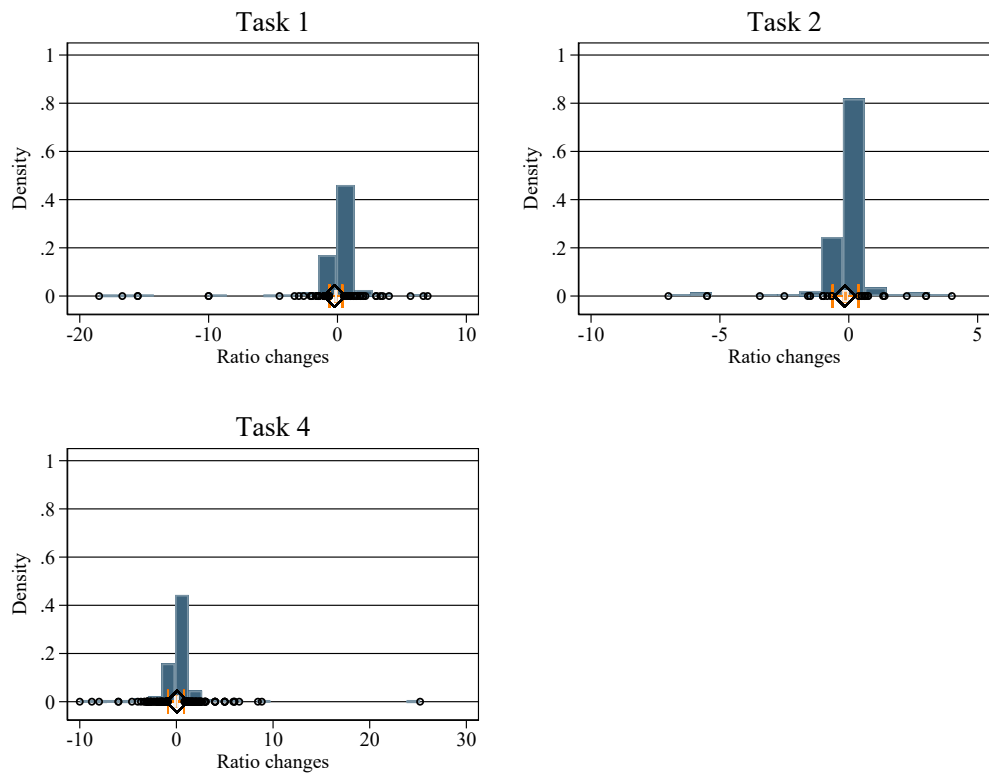 Task 1
1
.8
.6
.4
.2
0
Density
-20 -10 0 10
Ratio changes
Task 2
1
.8
.6
.4
.2
0
Density
-10 -5 0 5
Ratio changes
Task 4
1
.8
.6
.4
.2
0
Density
-10 0 10 20 30
Ratio changes